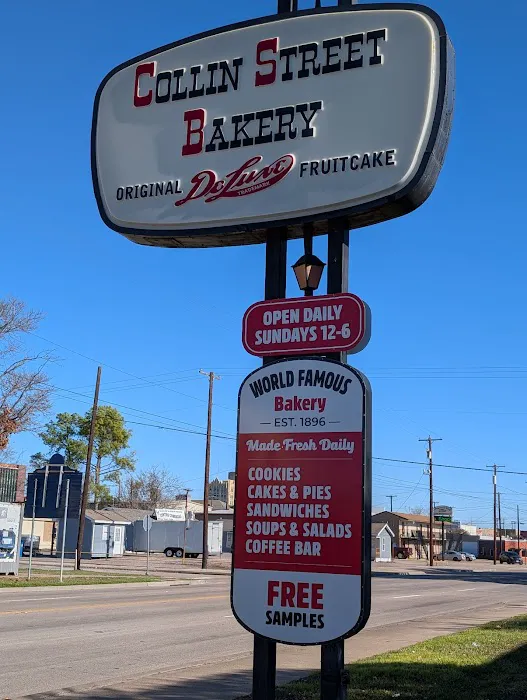 COLLIN STREET
BAKERY
ORIGINAL DeLuxe FRUITCAKE
TRADEMARK
OPEN DAILY
SUNDAYS 12-6
WORLD FAMOUS
Bakery
— EST. 1896 —
Made Fresh Daily
COOKIES
CAKES & PIES
SANDWICHES
SOUPS & SALADS
COFFEE BAR
FREE
SAMPLES